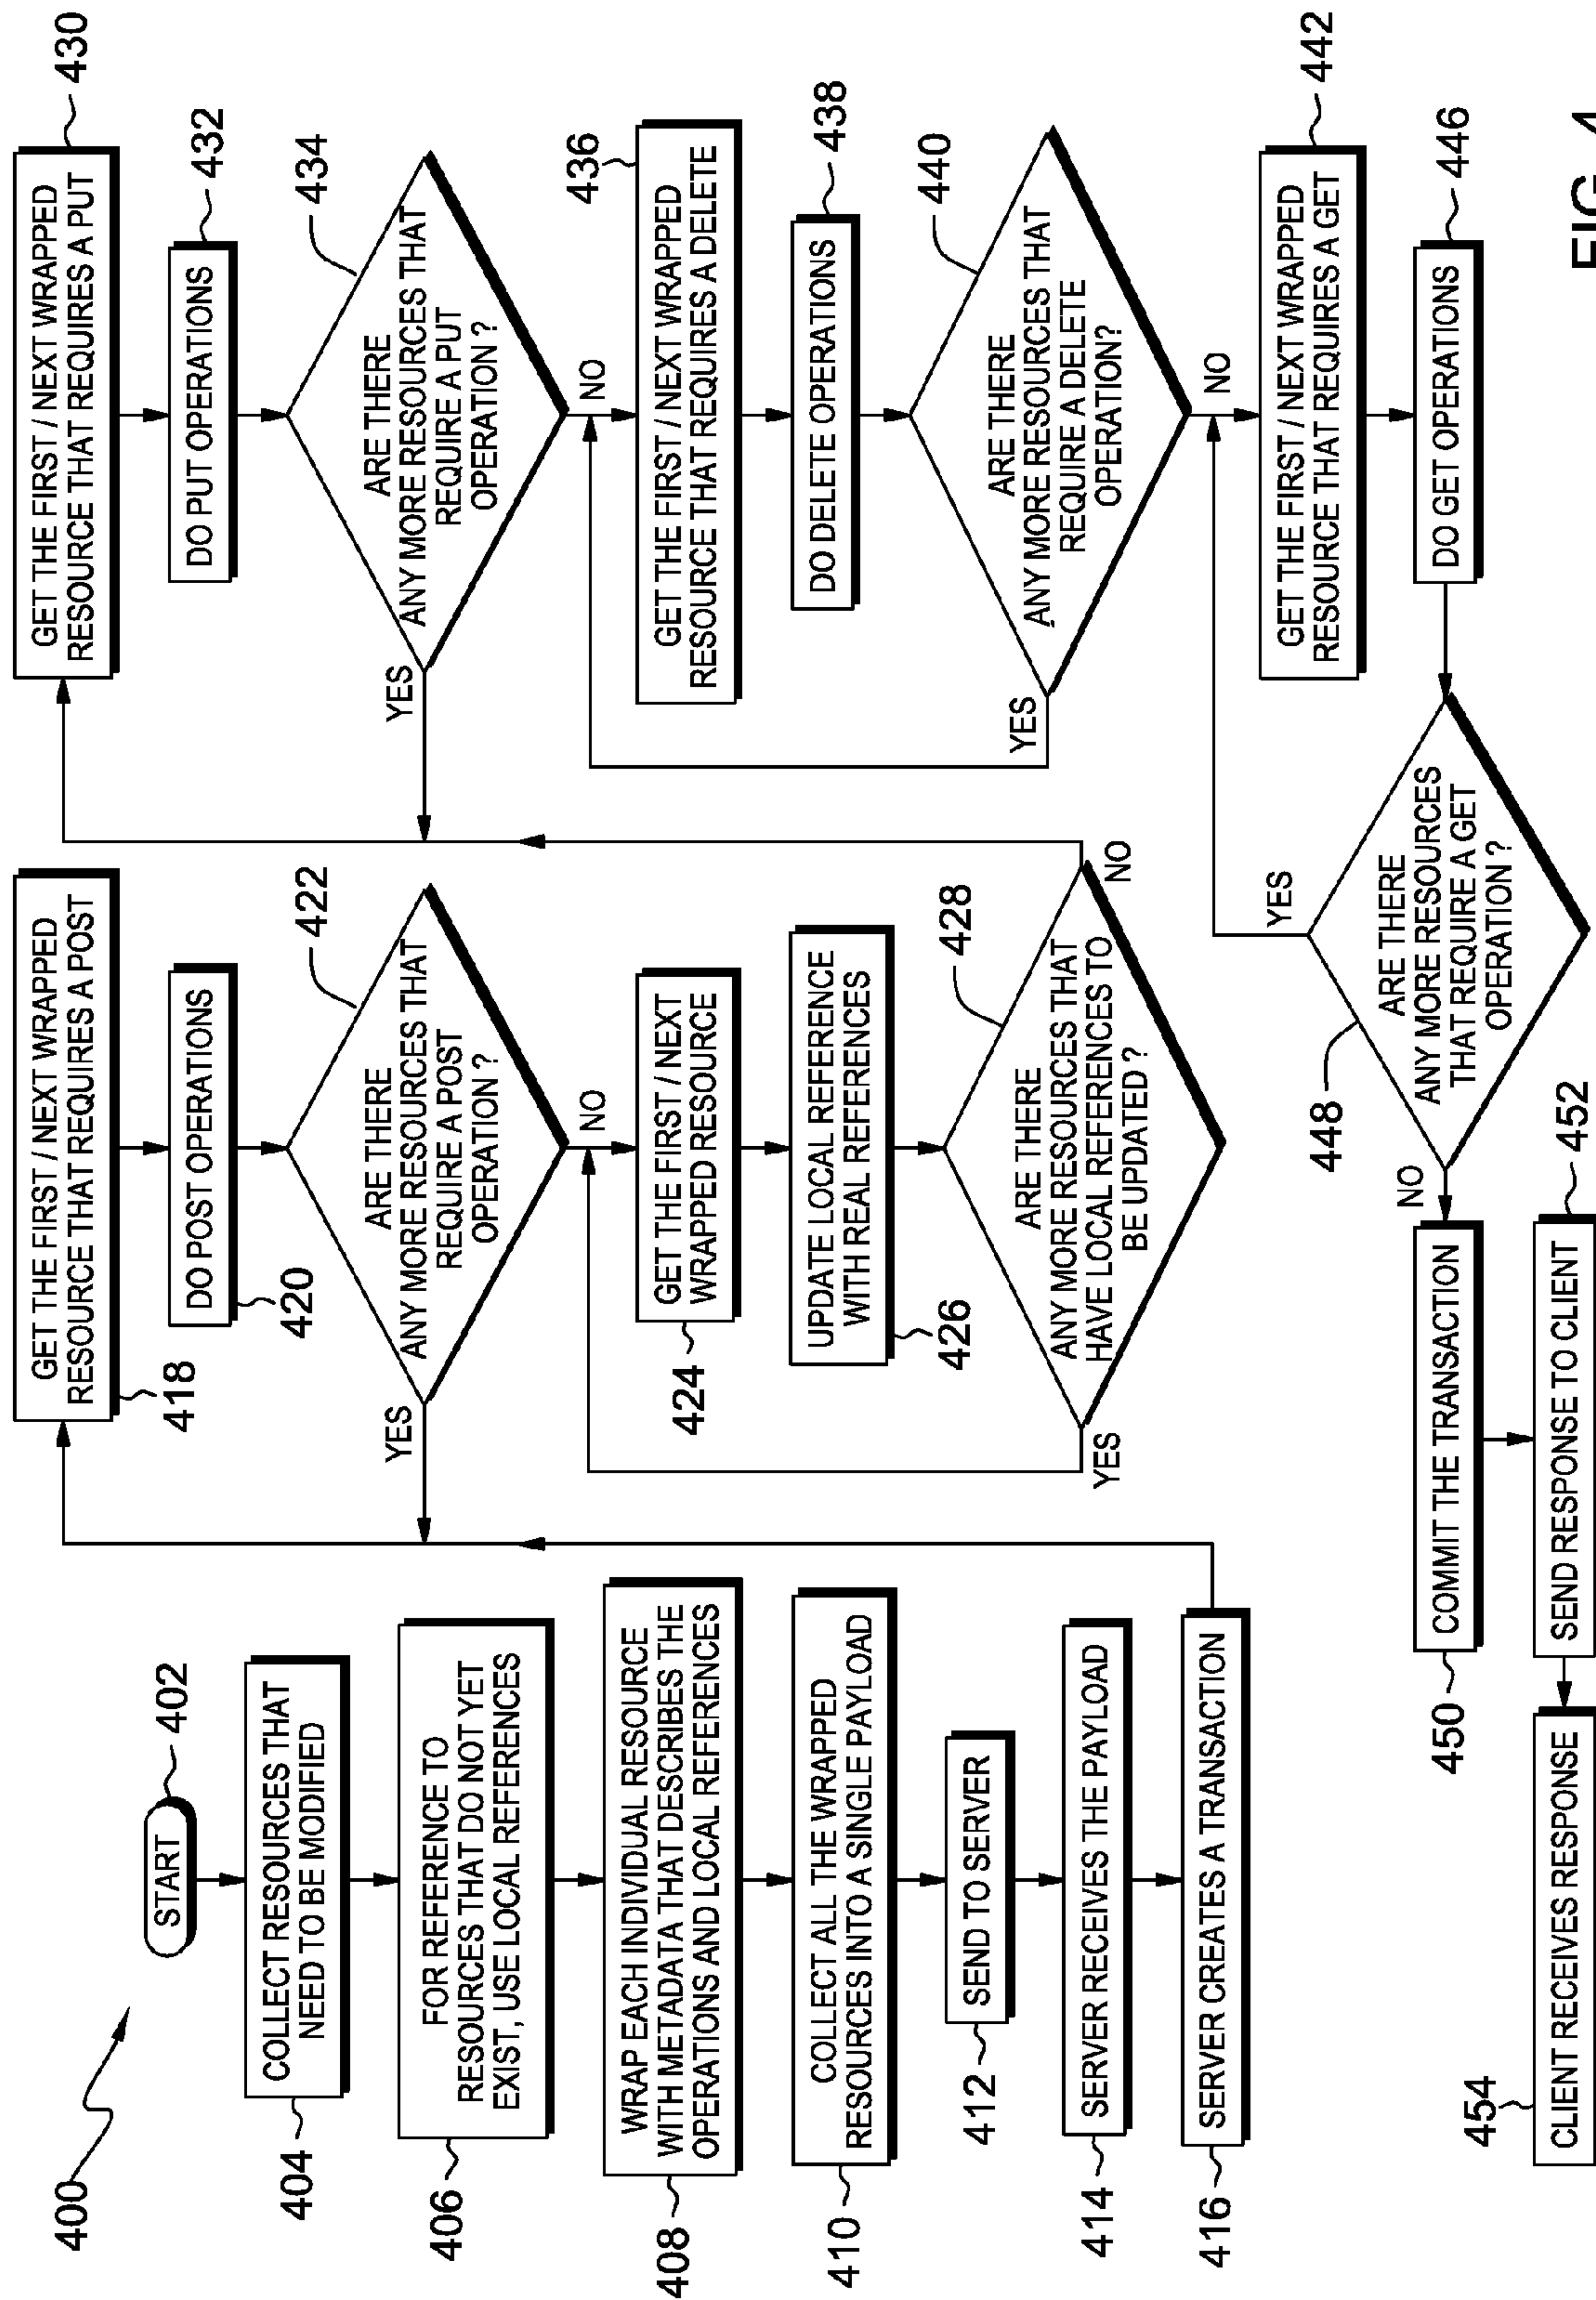 400
START
402
COLLECT RESOURCES THAT
NEED TO BE MODIFIED
404
FOR REFERENCE TO
RESOURCES THAT DO NOT YET
EXIST, USE LOCAL REFERENCES
406
WRAP EACH INDIVIDUAL RESOURCE
WITH METADATA THAT DESCRIBES THE
OPERATIONS AND LOCAL REFERENCES
408
COLLECT ALL THE WRAPPED
RESOURCES INTO A SINGLE PAYLOAD
410
SEND TO SERVER
412
SERVER RECEIVES THE PAYLOAD
414
SERVER CREATES A TRANSACTION
416
GET THE FIRST / NEXT WRAPPED
RESOURCE THAT REQUIRES A POST
418
DO POST OPERATIONS
420
ARE THERE
ANY MORE RESOURCES THAT
REQUIRE A POST
OPERATION ?
422
YES
NO
GET THE FIRST / NEXT
WRAPPED RESOURCE
424
UPDATE LOCAL REFERENCE
WITH REAL REFERENCES
426
ARE THERE
ANY MORE RESOURCES THAT
HAVE LOCAL REFERENCES TO
BE UPDATED ?
428
YES
NO
GET THE FIRST / NEXT WRAPPED
RESOURCE THAT REQUIRES A PUT
430
DO PUT OPERATIONS
432
ARE THERE
ANY MORE RESOURCES THAT
REQUIRE A PUT
OPERATION ?
434
YES
NO
GET THE FIRST / NEXT WRAPPED
RESOURCE THAT REQUIRES A DELETE
436
DO DELETE OPERATIONS
438
ARE THERE
ANY MORE RESOURCES THAT
REQUIRE A DELETE
OPERATION?
440
YES
NO
GET THE FIRST / NEXT WRAPPED
RESOURCE THAT REQUIRES A GET
442
DO GET OPERATIONS
446
ARE THERE
ANY MORE RESOURCES
THAT REQUIRE A GET
OPERATION ?
448
YES
NO
COMMIT THE TRANSACTION
450
SEND RESPONSE TO CLIENT
452
CLIENT RECEIVES RESPONSE
454
FIG. 4